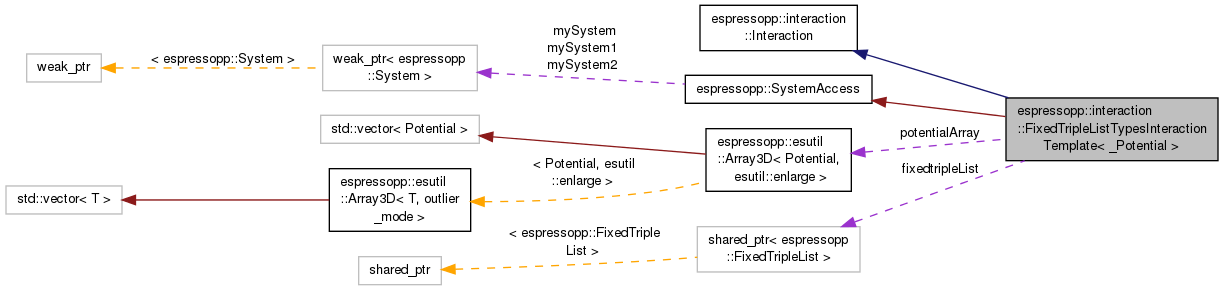 espressopp::interaction
::Interaction
mySystem
mySystem1
mySystem2
< espressopp::System >
weak_ptr
weak_ptr< espressopp
::System >
espressopp::SystemAccess
espressopp::interaction
::FixedTripleListTypesInteraction
Template< _Potential >
std::vector< Potential >
potentialArray
espressopp::esutil
::Array3D< Potential,
esutil::enlarge >
fixedtripleList
< Potential, esutil
::enlarge >
std::vector< T >
espressopp::esutil
::Array3D< T, outlier
_mode >
< espressopp::FixedTriple
List >
shared_ptr< espressopp
::FixedTripleList >
shared_ptr